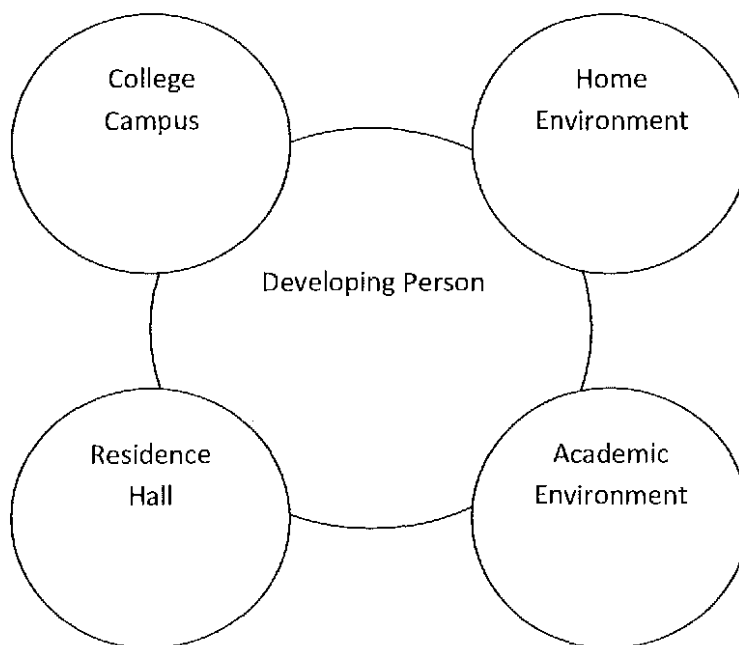 College
Campus
Home
Environment
Developing Person
Residence
Hall
Academic
Environment